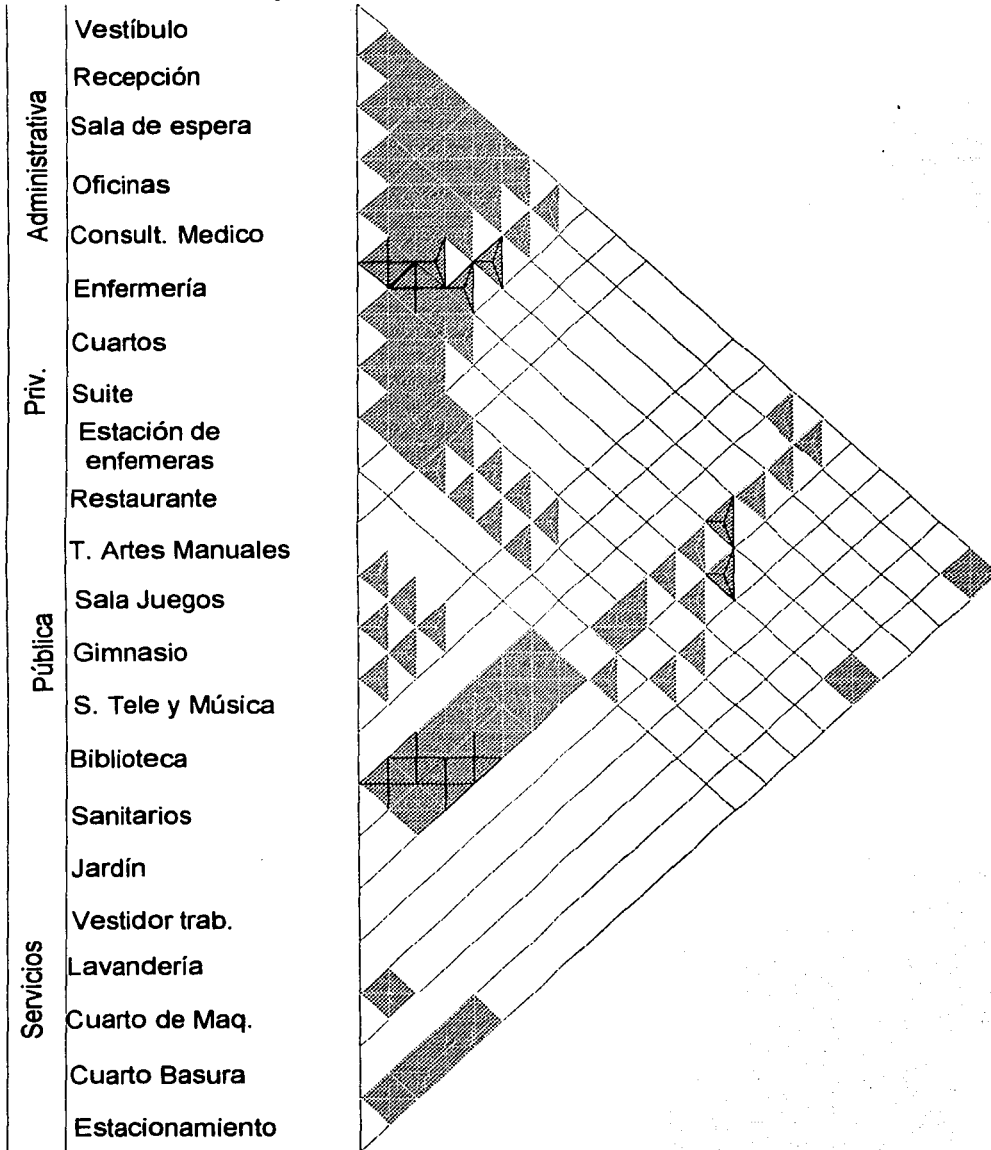 Administrativa
Vestíbulo
Recepción
Sala de espera
Oficinas
Consult. Medico
Enfermería
Priv.
Cuartos
Suite
Estación de
enfemeras
Pública
Restaurante
T. Artes Manuales
Sala Juegos
Gimnasio
S. Tele y Música
Biblioteca
Sanitarios
Jardín
Servicios
Vestidor trab.
Lavandería
Cuarto de Maq.
Cuarto Basura
Estacionamiento